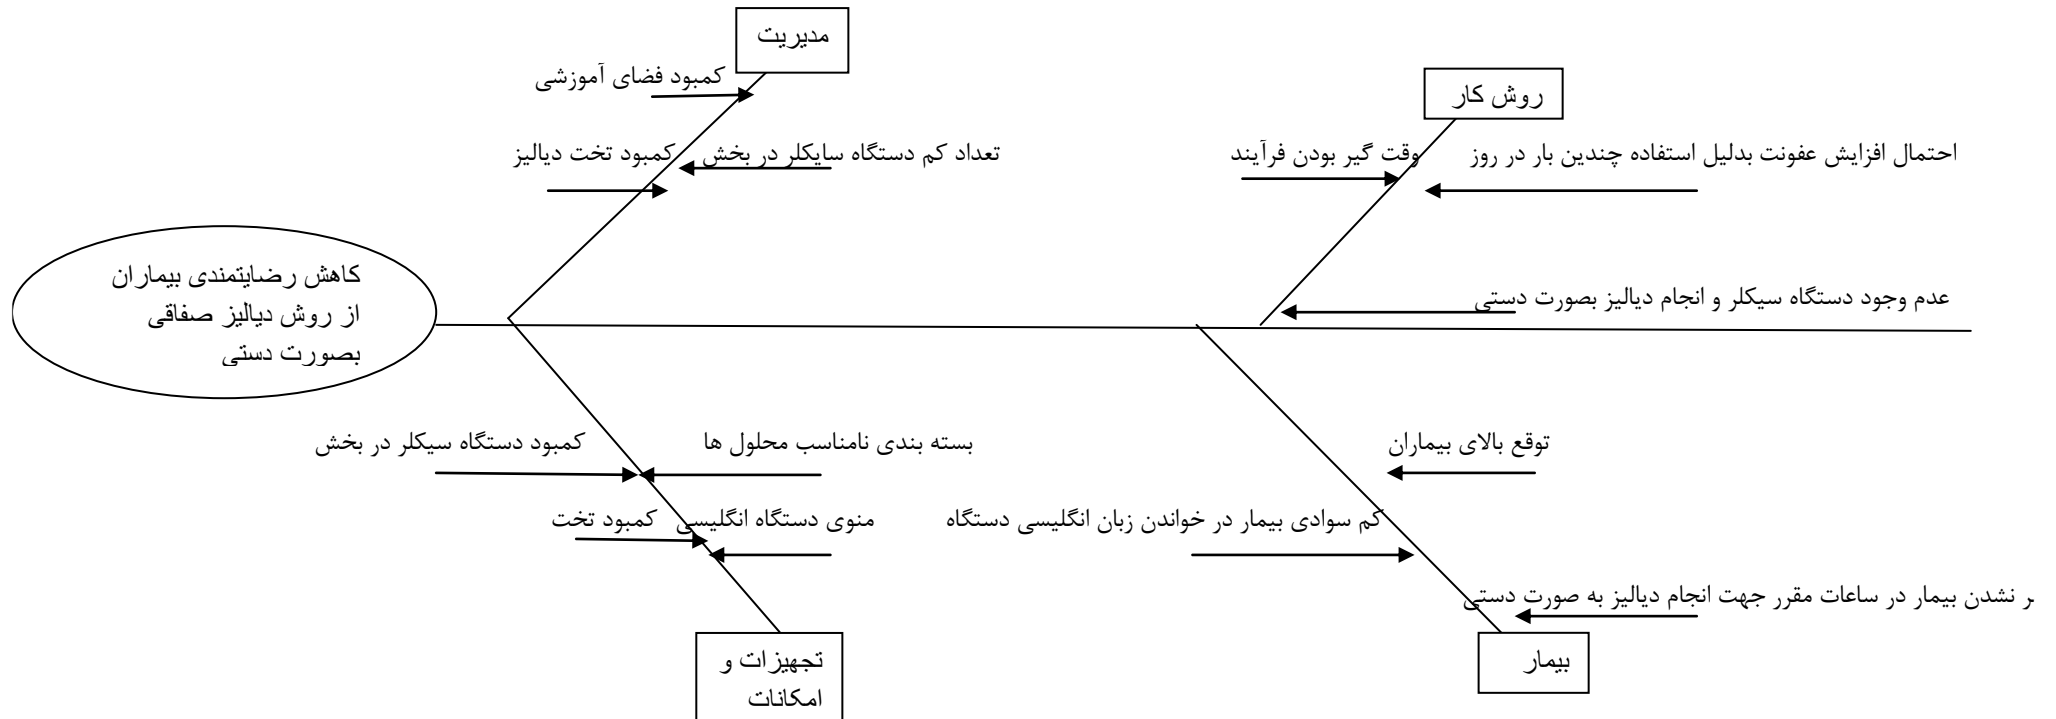 مدیریت
کمبود فضای آموزشی
روش کار
کمبود تخت دیالیز
تعداد کم دستگاه سایکلر در بخش
وقت گیر بودن فرآیند
احتمال افزایش عفونت بدلیل استفاده چندین بار در روز
کاهش رضایتمندی بیماران
از روش دیالیز صفاقی
بصورت دستی
عدم وجود دستگاه سیکلر و انجام دیالیز بصورت دستی
کمبود دستگاه سیکلر در بخش
بسته بندی نامناسب محلول ها
توقع بالای بیماران
کمبود تخت
منوی دستگاه انگلیسی
کم سوادی بیمار در خواندن زبان انگلیسی دستگاه
نشدن بیمار در ساعات مقرر جهت انجام دیالیز به صورت دستی
تجهیزات و
امکانات
بیمار